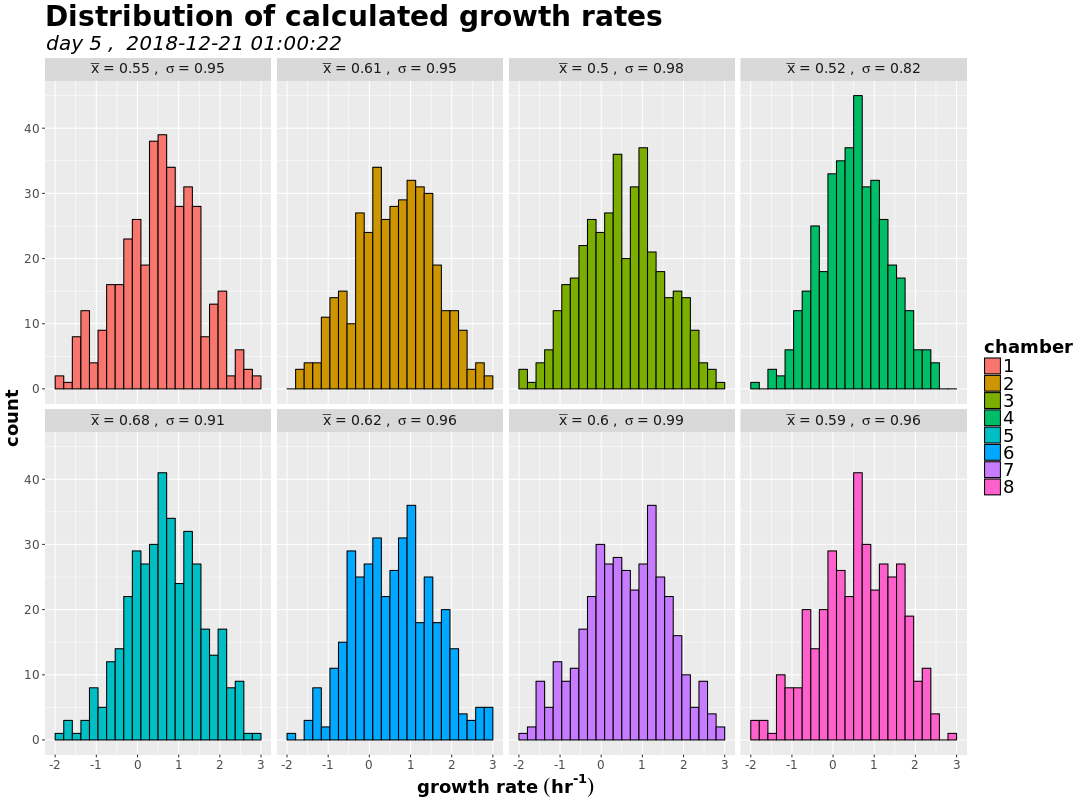 Distribution of calculated growth rates
day 5 ,  2018-12-21 01:00:22
x̅ = 0.55 ,  σ = 0.95
x̅ = 0.61 ,  σ = 0.95
x̅ = 0.5 ,  σ = 0.98
x̅ = 0.52 ,  σ = 0.82
40
30
20
10
0
x̅ = 0.68 ,  σ = 0.91
x̅ = 0.62 ,  σ = 0.96
x̅ = 0.6 ,  σ = 0.99
x̅ = 0.59 ,  σ = 0.96
40
30
20
10
0
-2 -1 0 1 2 3
-2 -1 0 1 2 3
-2 -1 0 1 2 3
-2 -1 0 1 2 3
count
growth rate (hr⁻¹)
chamber
1
2
3
4
5
6
7
8